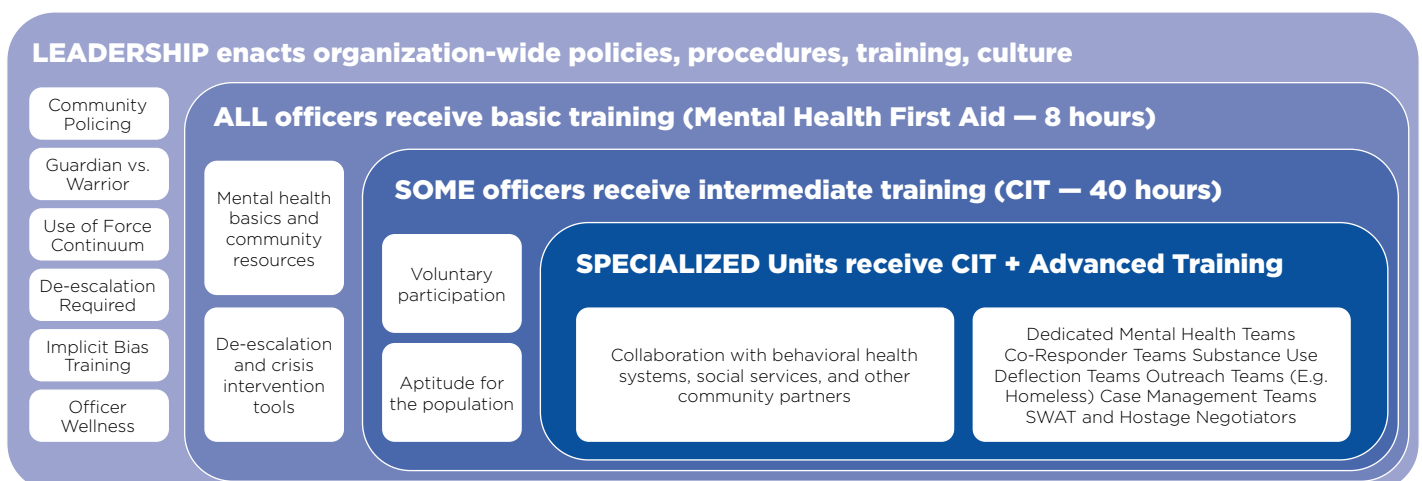 LEADERSHIP enacts organization-wide policies, procedures, training, culture
Community
Policing
Guardian vs.
Warrior
Use of Force
Continuum
De-escalation
Required
Implicit Bias
Training
Officer
Wellness
ALL officers receive basic training (Mental Health First Aid — 8 hours)
Mental health
basics and
community
resources
De-escalation
and crisis
intervention
tools
SOME officers receive intermediate training (CIT — 40 hours)
Voluntary
participation
Aptitude for
the population
SPECIALIZED Units receive CIT + Advanced Training
Collaboration with behavioral health
systems, social services, and other
community partners
Dedicated Mental Health Teams
Co-Responder Teams Substance Use
Deflection Teams Outreach Teams (E.g.
Homeless) Case Management Teams
SWAT and Hostage Negotiators